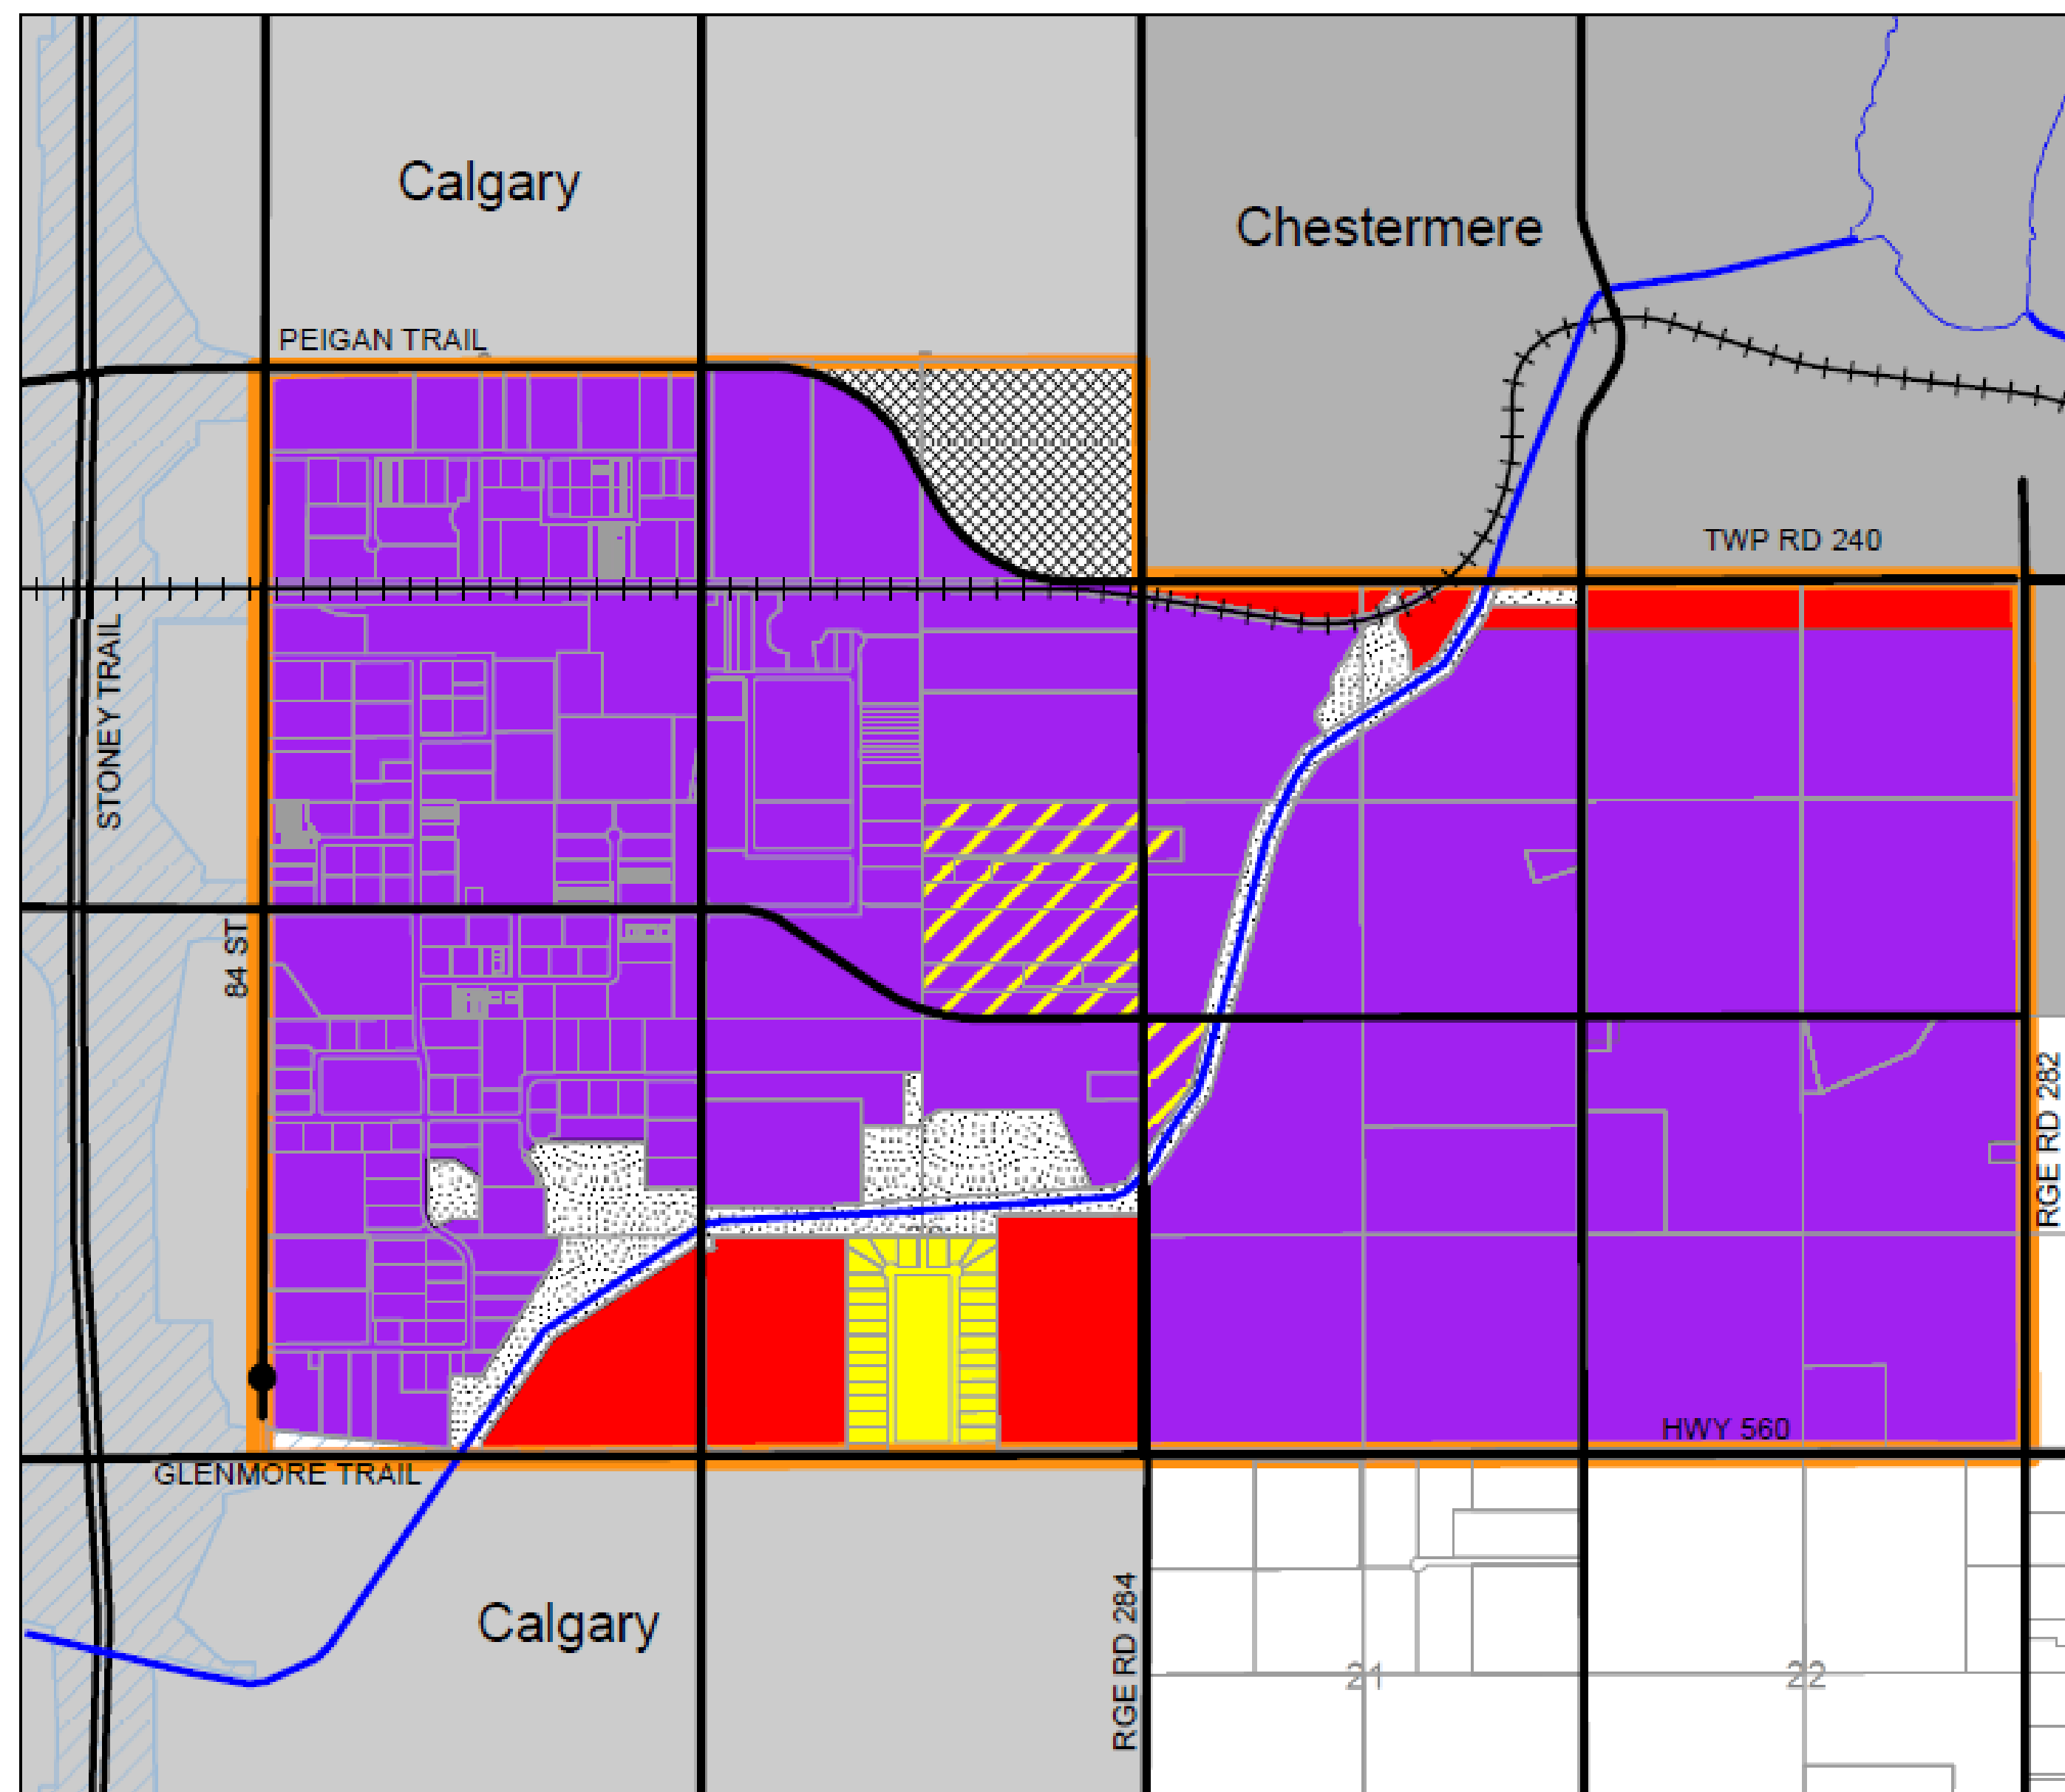 Calgary
Chestermere
PEIGAN TRAIL
TWP RD 240
STONEY TRAIL
84 ST
RGE RD 282
HWY 560
GLENMORE TRAIL
Calgary
RGE RD 284
21
22